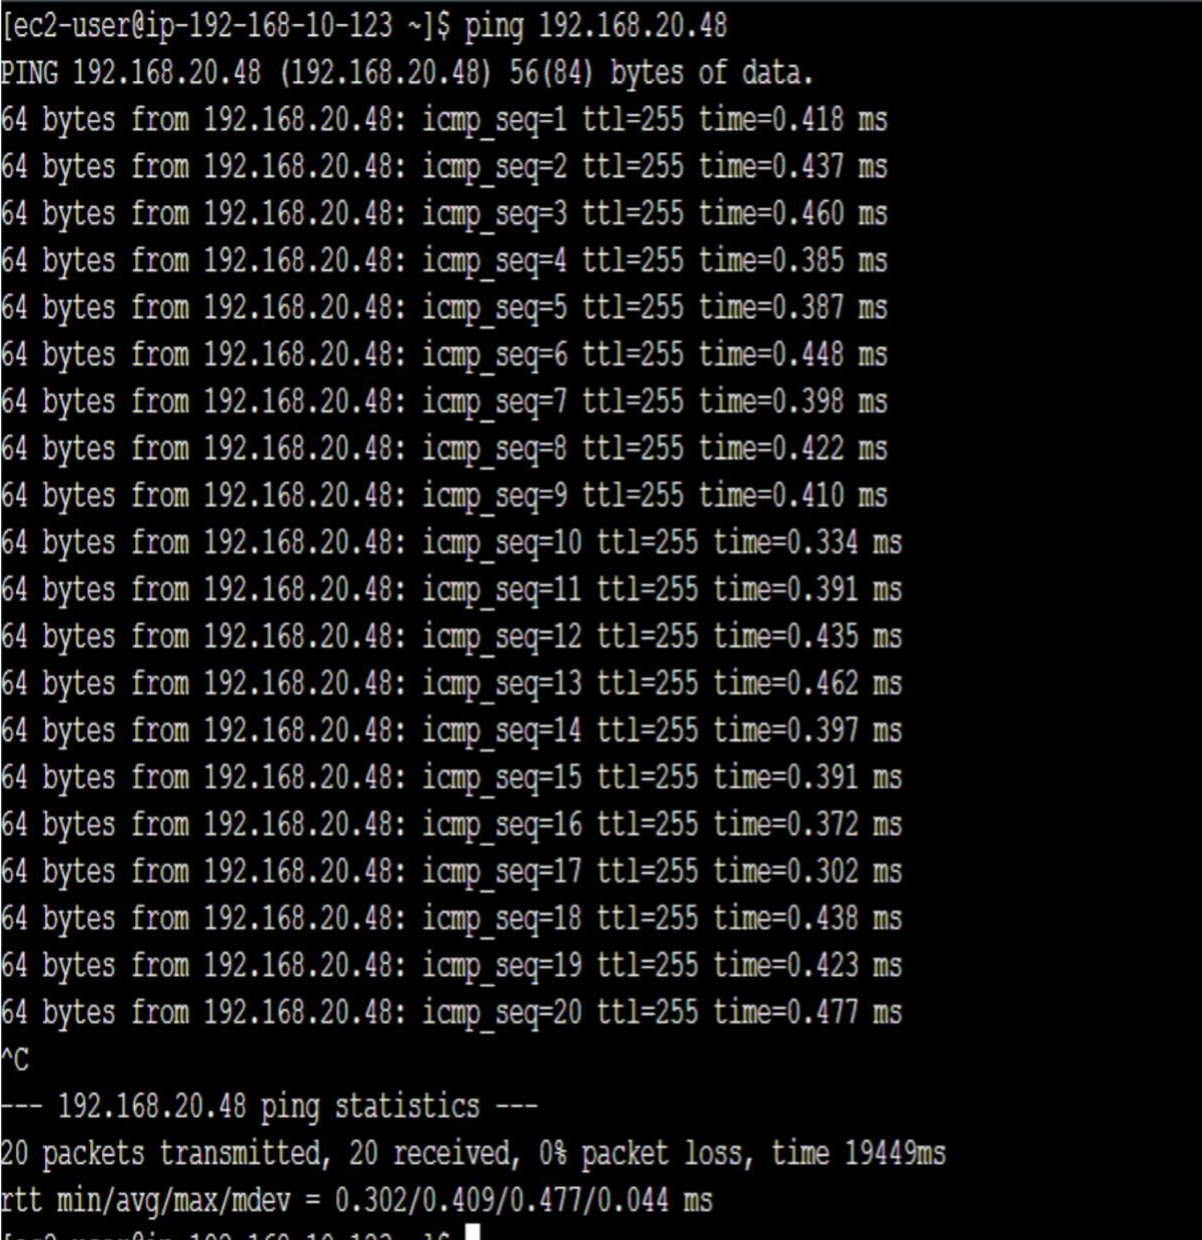 [ec2-user@ip-192-168-10-123 ~]$ ping 192.168.20.48
PING 192.168.20.48 (192.168.20.48) 56(84) bytes of data.
64 bytes from 192.168.20.48: icmp_seq=1 ttl=255 time=0.418 ms
64 bytes from 192.168.20.48: icmp_seq=2 ttl=255 time=0.437 ms
64 bytes from 192.168.20.48: icmp_seq=3 ttl=255 time=0.460 ms
64 bytes from 192.168.20.48: icmp_seq=4 ttl=255 time=0.385 ms
64 bytes from 192.168.20.48: icmp_seq=5 ttl=255 time=0.387 ms
64 bytes from 192.168.20.48: icmp_seq=6 ttl=255 time=0.448 ms
64 bytes from 192.168.20.48: icmp_seq=7 ttl=255 time=0.398 ms
64 bytes from 192.168.20.48: icmp_seq=8 ttl=255 time=0.422 ms
64 bytes from 192.168.20.48: icmp_seq=9 ttl=255 time=0.410 ms
64 bytes from 192.168.20.48: icmp_seq=10 ttl=255 time=0.334 ms
64 bytes from 192.168.20.48: icmp_seq=11 ttl=255 time=0.391 ms
64 bytes from 192.168.20.48: icmp_seq=12 ttl=255 time=0.435 ms
64 bytes from 192.168.20.48: icmp_seq=13 ttl=255 time=0.462 ms
64 bytes from 192.168.20.48: icmp_seq=14 ttl=255 time=0.397 ms
64 bytes from 192.168.20.48: icmp_seq=15 ttl=255 time=0.391 ms
64 bytes from 192.168.20.48: icmp_seq=16 ttl=255 time=0.372 ms
64 bytes from 192.168.20.48: icmp_seq=17 ttl=255 time=0.302 ms
64 bytes from 192.168.20.48: icmp_seq=18 ttl=255 time=0.438 ms
64 bytes from 192.168.20.48: icmp_seq=19 ttl=255 time=0.423 ms
64 bytes from 192.168.20.48: icmp_seq=20 ttl=255 time=0.477 ms
^C
--- 192.168.20.48 ping statistics ---
20 packets transmitted, 20 received, 0% packet loss, time 19449ms
rtt min/avg/max/mdev = 0.302/0.409/0.477/0.044 ms
[ec2-user@ip-192-168-10-123 ~]$